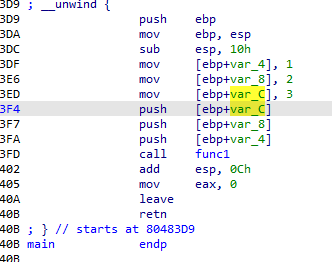 3D9 ; __unwind {
3D9 push ebp
3DA mov ebp, esp
3DC sub esp, 10h
3DF mov [ebp+var_4], 1
3E6 mov [ebp+var_8], 2
3ED mov [ebp+var_C], 3
3F4 push [ebp+var_C]
3F7 push [ebp+var_8]
3FA push [ebp+var_4]
3FD call func1
402 add esp, 0Ch
405 mov eax, 0
40A leave
40B retn
40B ; } // starts at 80483D9
40B main endp
40B